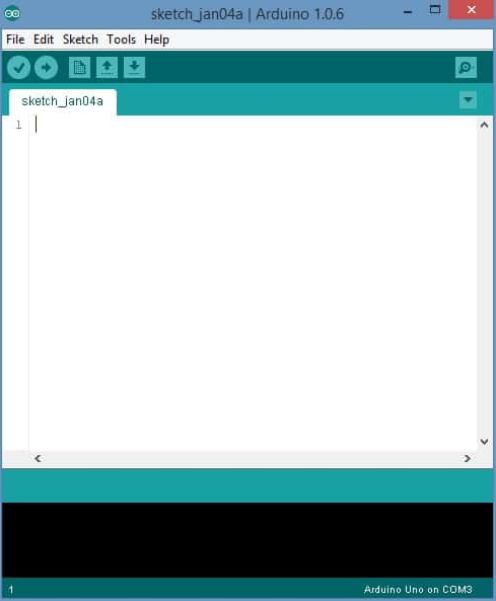 sketch_jan04a | Arduino 1.0.6
File Edit Sketch Tools Help
sketch_jan04a
1
1
Arduino Uno on COM3